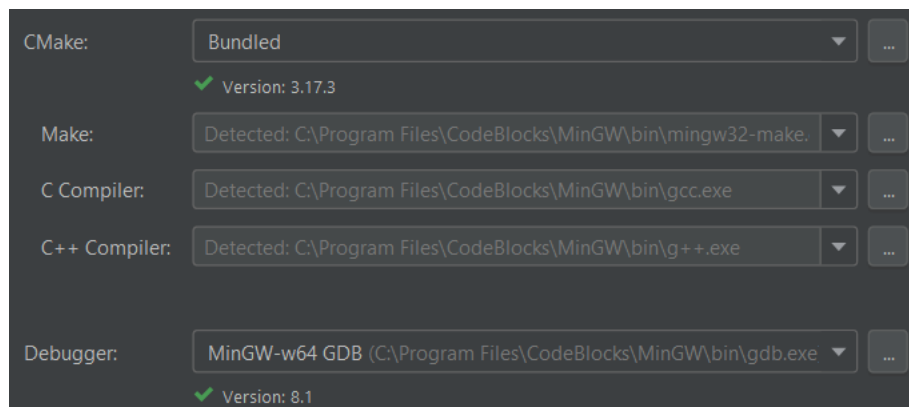 CMake: Bundled ...
Version: 3.17.3
Make: Detected: C:\Program Files\CodeBlocks\MinGW\bin\mingw32-make. ...
C Compiler: Detected: C:\Program Files\CodeBlocks\MinGW\bin\gcc.exe ...
C++ Compiler: Detected: C:\Program Files\CodeBlocks\MinGW\bin\g++.exe ...
Debugger: MinGW-w64 GDB (C:\Program Files\CodeBlocks\MinGW\bin\gdb.exe ...
Version: 8.1